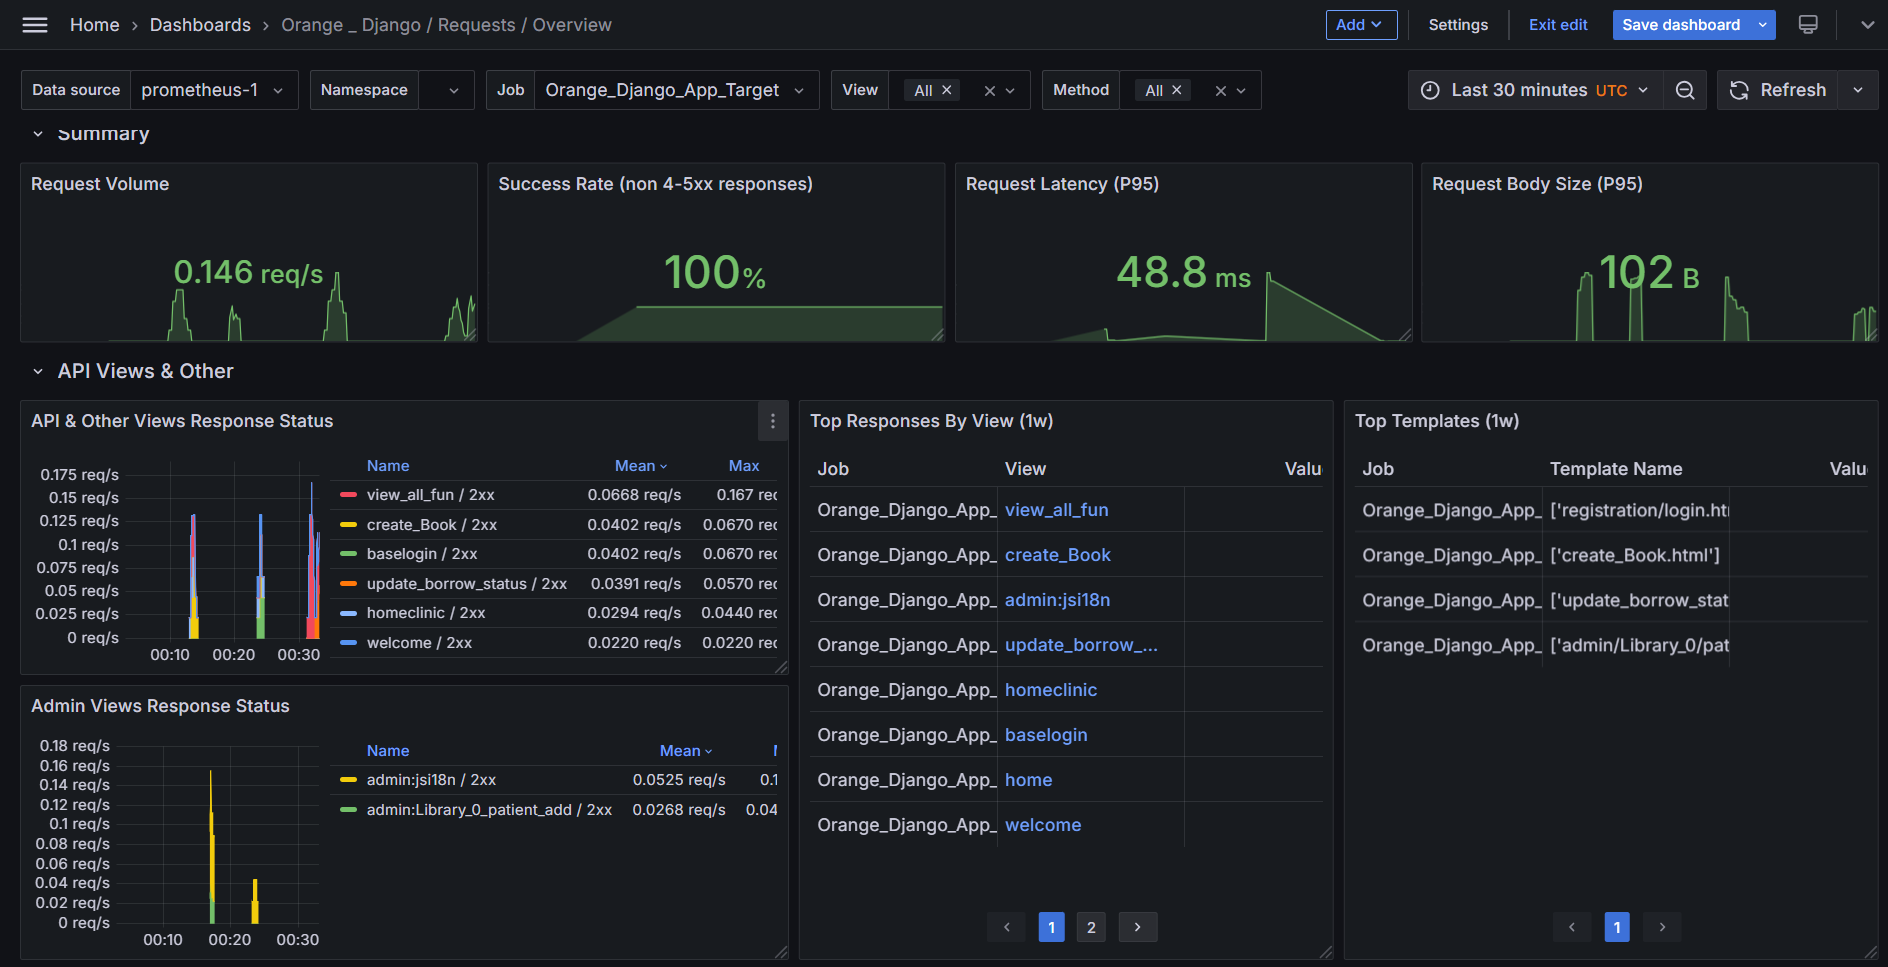 Home › Dashboards › Orange _ Django / Requests / Overview
Add
Settings
Exit edit
Save dashboard
Data source prometheus-1
Namespace
Job Orange_Django_App_Target
View All
Method All
Last 30 minutes UTC
Refresh
Summary
Request Volume
0.146 req/s
Success Rate (non 4-5xx responses)
100%
Request Latency (P95)
48.8 ms
Request Body Size (P95)
102 B
API Views & Other
API & Other Views Response Status
0.175 req/s
0.15 req/s
0.125 req/s
0.1 req/s
0.075 req/s
0.05 req/s
0.025 req/s
0 req/s
00:10 00:20 00:30
Name Mean Max
view_all_fun / 2xx 0.0668 req/s 0.167 rec
create_Book / 2xx 0.0402 req/s 0.0670 rec
baselogin / 2xx 0.0402 req/s 0.0670 rec
update_borrow_status / 2xx 0.0391 req/s 0.0570 rec
homeclinic / 2xx 0.0294 req/s 0.0440 rec
welcome / 2xx 0.0220 req/s 0.0220 rec
Admin Views Response Status
0.18 req/s
0.16 req/s
0.14 req/s
0.12 req/s
0.1 req/s
0.08 req/s
0.06 req/s
0.04 req/s
0.02 req/s
0 req/s
00:10 00:20 00:30
Name Mean
admin:jsi18n / 2xx 0.0525 req/s 0.1
admin:Library_0_patient_add / 2xx 0.0268 req/s 0.04
Top Responses By View (1w)
Job View Valu
Orange_Django_App_ view_all_fun
Orange_Django_App_ create_Book
Orange_Django_App_ admin:jsi18n
Orange_Django_App_ update_borrow_...
Orange_Django_App_ homeclinic
Orange_Django_App_ baselogin
Orange_Django_App_ home
Orange_Django_App_ welcome
1 2
Top Templates (1w)
Job Template Name Valu
Orange_Django_App_ ['registration/login.ht
Orange_Django_App_ ['create_Book.html']
Orange_Django_App_ ['update_borrow_stat
Orange_Django_App_ ['admin/Library_0/pat
1